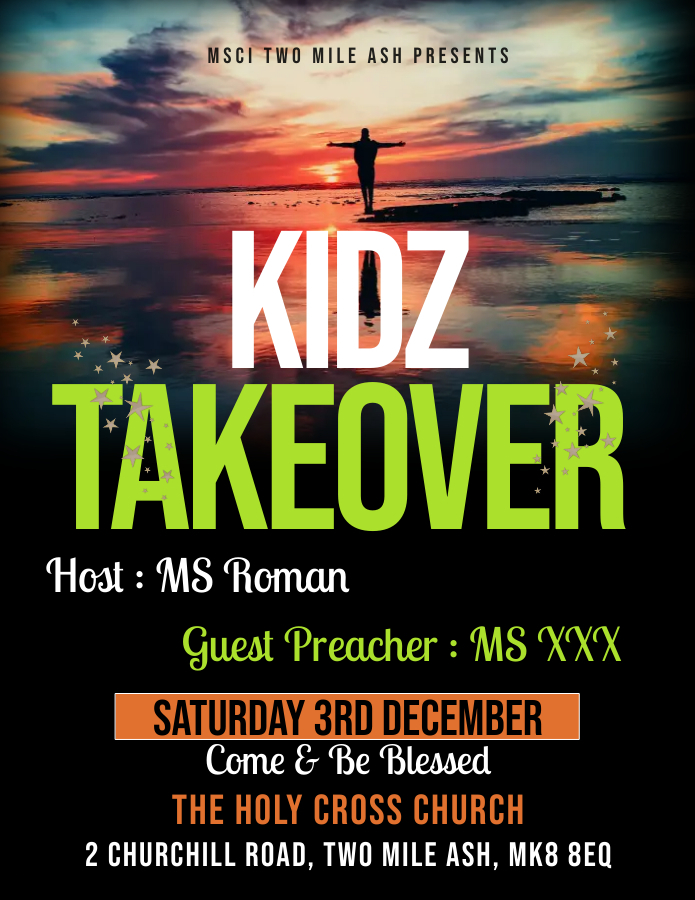 MSCI TWO MILE ASH PRESENTS
KIDZ
TAKEOVER
Host : MS Roman
Guest Preacher : MS XXX
SATURDAY 3RD DECEMBER
Come & Be Blessed
THE HOLY CROSS CHURCH
2 CHURCHILL ROAD, TWO MILE ASH, MK8 8EQ